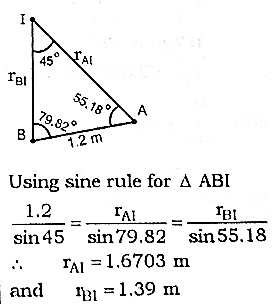 I
45°
r_AI
r_BI
55.18°
A
79.82°
B
1.2 m
Using sine rule for Δ ABI
1.2/sin45 = r_AI/sin79.82 = r_BI/sin55.18
∴ r_AI = 1.6703 m
and r_BI = 1.39 m